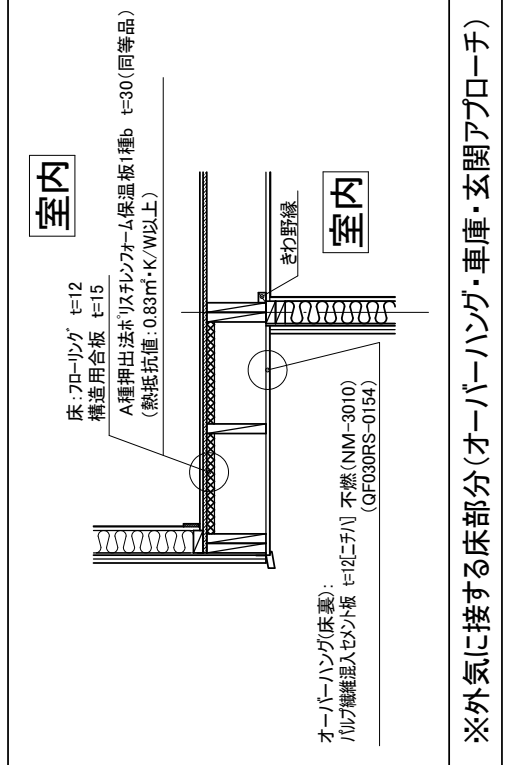 室内
床：フローリング t=12
構造用合板 t=15
A種押出法ポリスチレンフォーム保温板1種b t=30(同等品)
(熱抵抗値：0.83㎡・K/W以上)
きわ野縁
室内
オーバーハング(床裏)：
パルプ繊維混入セメント板 t=12[ニチハ] 不燃(NM-3010)
(QF030RS-0154)
※外気に接する床部分(オーバーハング・車庫・玄関アプローチ)